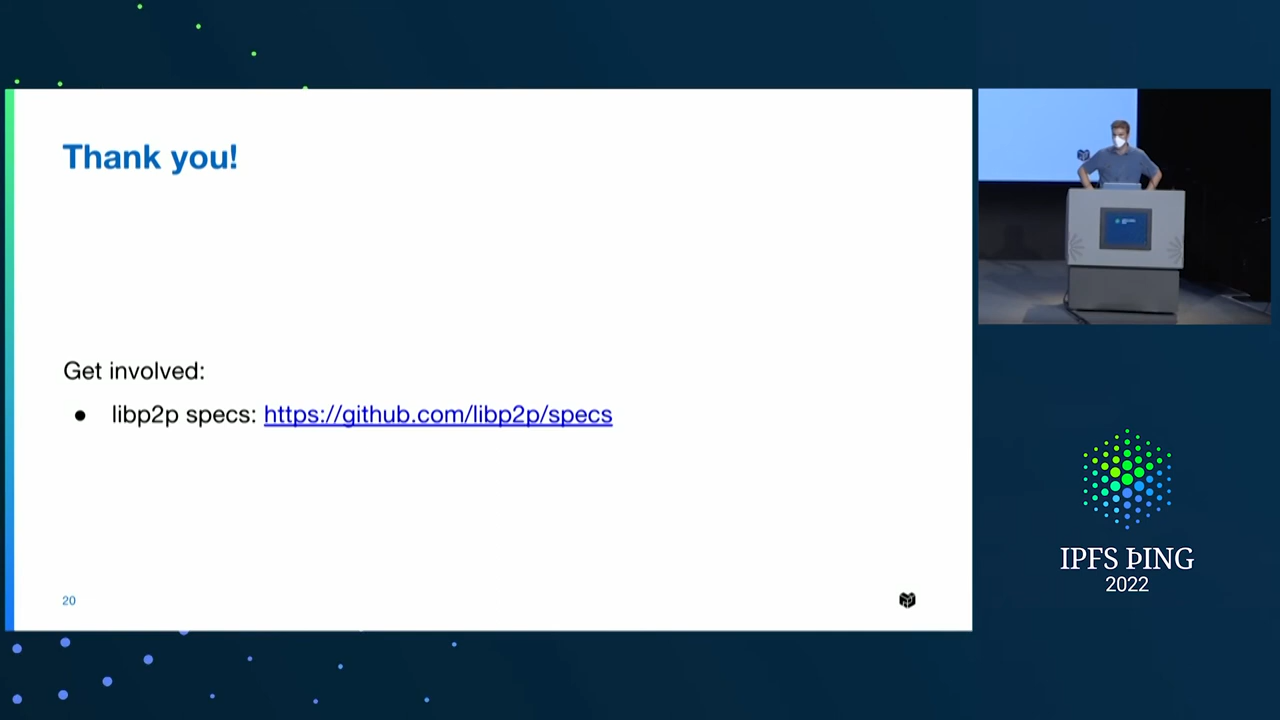 Thank you!
Get involved:
● libp2p specs: https://github.com/libp2p/specs
20
IPFS ÞING
2022